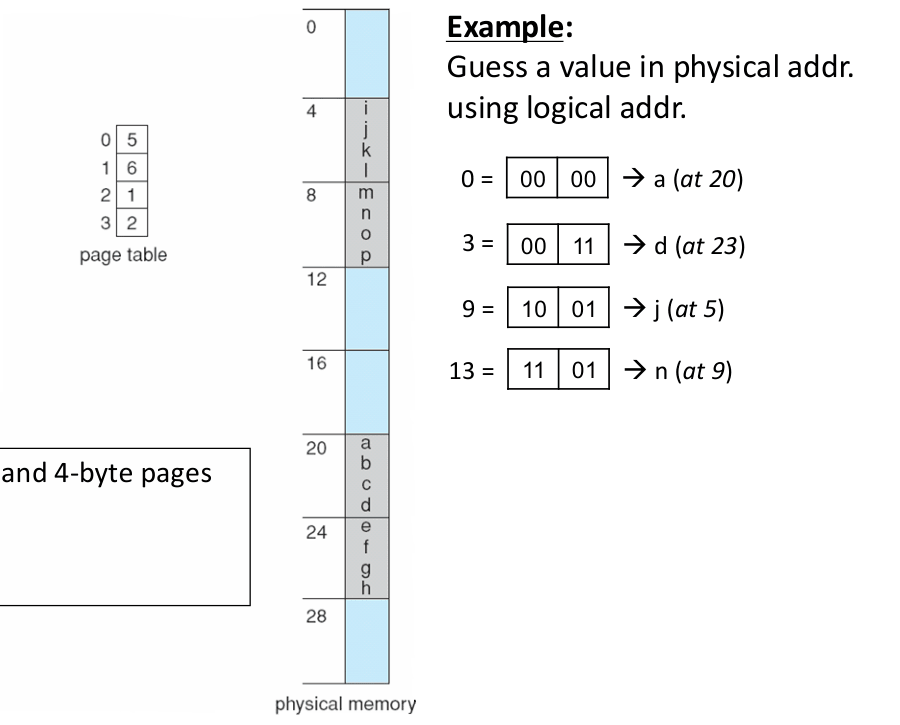 0 5
1 6
2 1
3 2
page table
and 4-byte pages
0
4 i
j
k
l
8 m
n
o
p
12
16
20 a
b
c
d
24 e
f
g
h
28
physical memory
Example:
Guess a value in physical addr.
using logical addr.
0 = 00 00 → a (at 20)
3 = 00 11 → d (at 23)
9 = 10 01 → j (at 5)
13 = 11 01 → n (at 9)